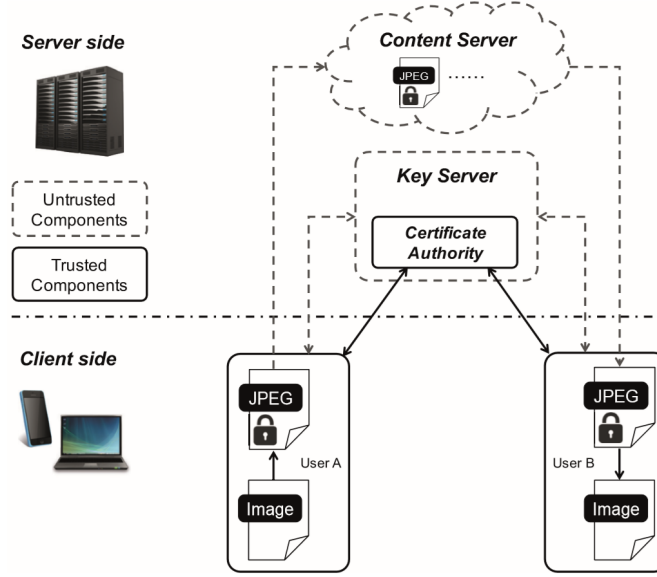 Server side
Content Server
JPEG
......
Key Server
Untrusted
Components
Certificate
Authority
Trusted
Components
Client side
JPEG
User A
Image
JPEG
User B
Image